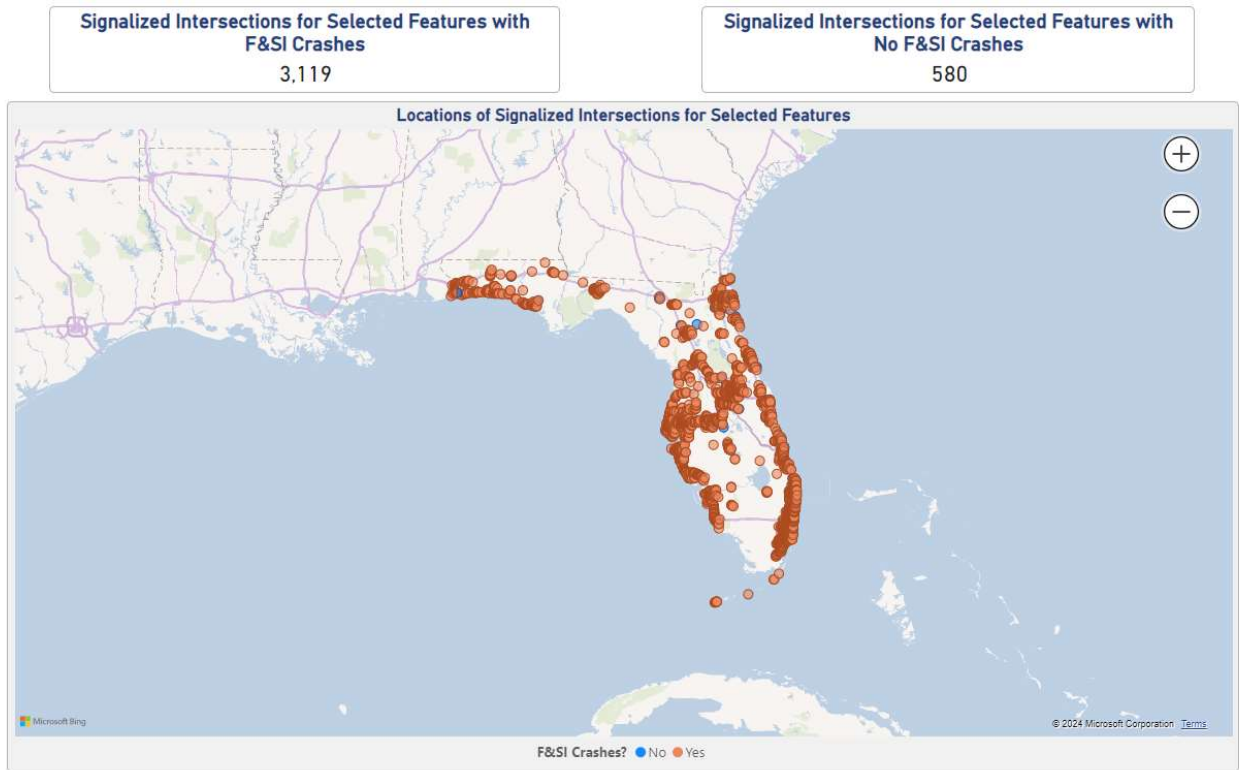 Signalized Intersections for Selected Features with
F&SI Crashes
3,119
Signalized Intersections for Selected Features with
No F&SI Crashes
580
Locations of Signalized Intersections for Selected Features
Microsoft Bing
© 2024 Microsoft Corporation Terms
F&SI Crashes? No Yes